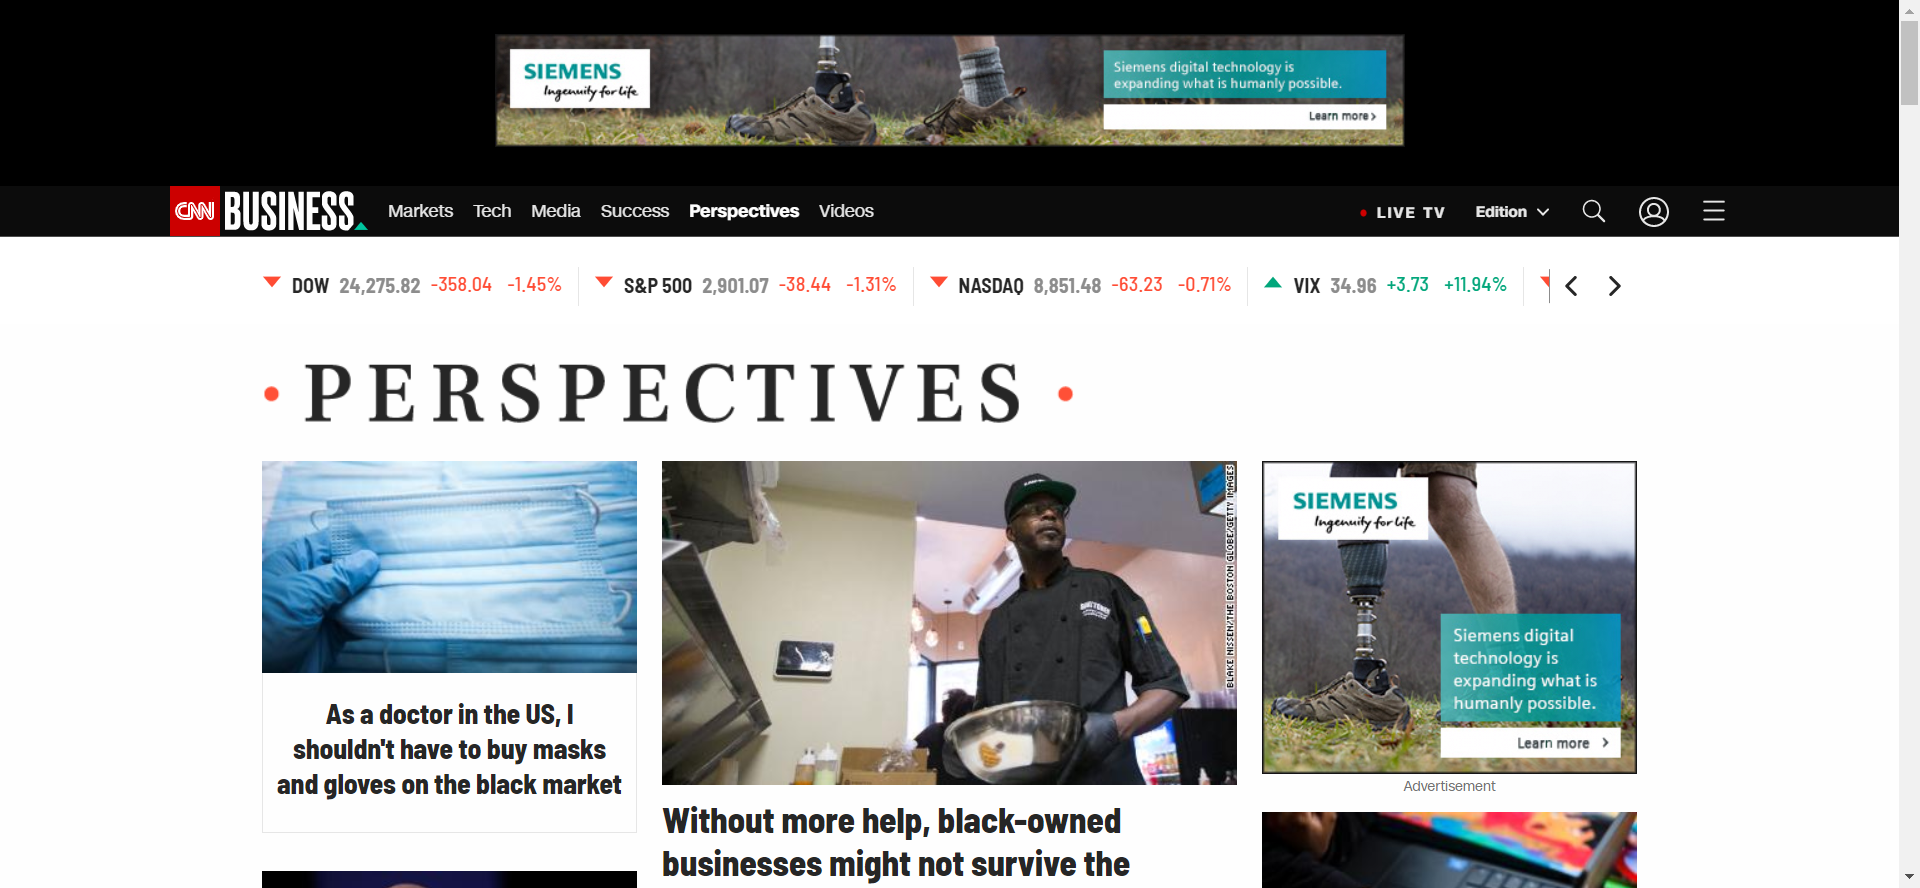 SIEMENS
Ingenuity for life
Siemens digital technology is
expanding what is humanly possible.
Learn more
CNN BUSINESS
Markets Tech Media Success Perspectives Videos
LIVE TV Edition
DOW 24,275.82 -358.04 -1.45% S&P 500 2,901.07 -38.44 -1.31% NASDAQ 8,851.48 -63.23 -0.71% VIX 34.96 +3.73 +11.94%
PERSPECTIVES
As a doctor in the US, I
shouldn't have to buy masks
and gloves on the black market
BLAKE NISSEN/THE BOSTON GLOBE/GETTY IMAGES
Without more help, black-owned
businesses might not survive the
SIEMENS
Ingenuity for life
Siemens digital
technology is
expanding what is
humanly possible.
Learn more
Advertisement